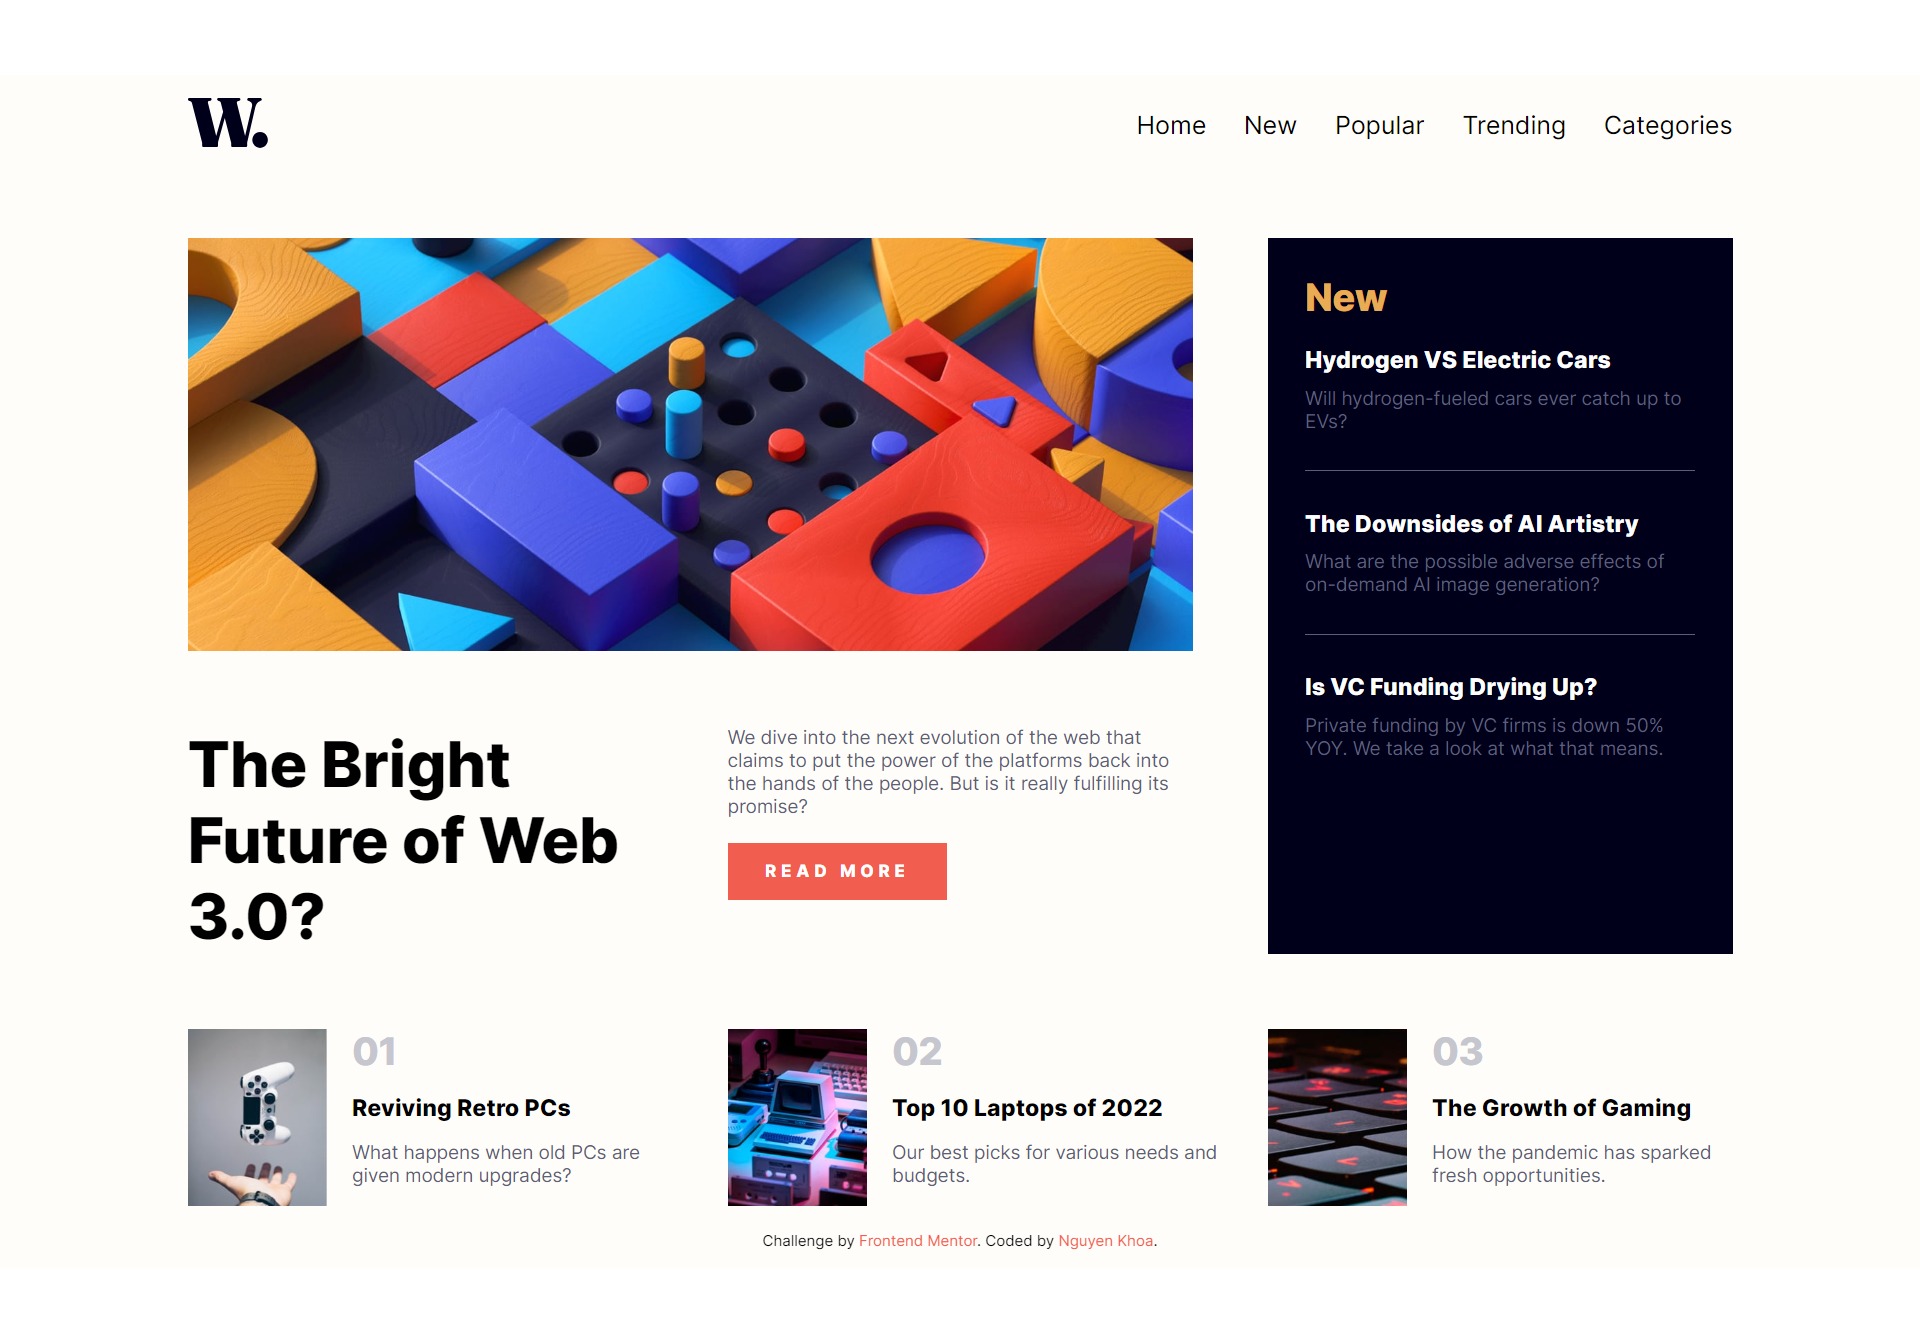 W.
Home New Popular Trending Categories
New
Hydrogen VS Electric Cars
Will hydrogen-fueled cars ever catch up to
EVs?
The Downsides of AI Artistry
What are the possible adverse effects of
on-demand AI image generation?
Is VC Funding Drying Up?
Private funding by VC firms is down 50%
YOY. We take a look at what that means.
The Bright
Future of Web
3.0?
We dive into the next evolution of the web that
claims to put the power of the platforms back into
the hands of the people. But is it really fulfilling its
promise?
READ MORE
01
Reviving Retro PCs
What happens when old PCs are
given modern upgrades?
02
Top 10 Laptops of 2022
Our best picks for various needs and
budgets.
03
The Growth of Gaming
How the pandemic has sparked
fresh opportunities.
Challenge by Frontend Mentor. Coded by Nguyen Khoa.